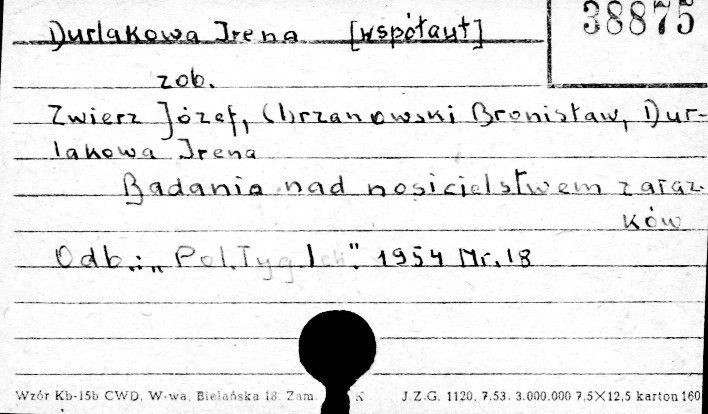 Durlakowa Irena [współaut] 38875
zob.
Zwierz Józef, Chrzanowski Bronisław, Dur-
lakowa Irena
Badania nad nosicielstwem zaraz-
ków
Odb.: „Pol.Tyg.Lek". 1954 Nr.18
Wzór Kb-15b CWD, W-wa, Bielańska 18. Zam. K J.Z.G. 1120. 7.53. 3.000.000 7,5×12,5 karton 160